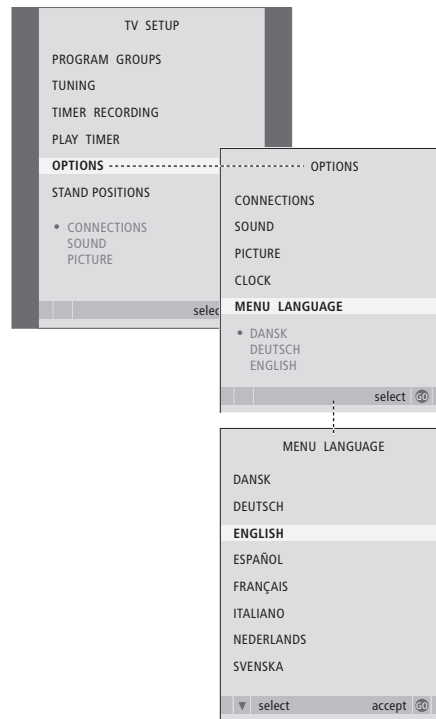 TV SETUP
PROGRAM GROUPS
TUNING
TIMER RECORDING
PLAY TIMER
OPTIONS
STAND POSITIONS
• CONNECTIONS
SOUND
PICTURE
OPTIONS
CONNECTIONS
SOUND
PICTURE
CLOCK
MENU LANGUAGE
• DANSK
DEUTSCH
ENGLISH
select GO
MENU LANGUAGE
DANSK
DEUTSCH
ENGLISH
ESPAÑOL
FRANÇAIS
ITALIANO
NEDERLANDS
SVENSKA
▼ select accept GO